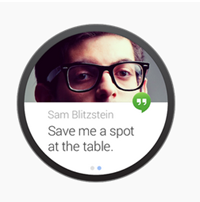 Sam Blitzstein
Save me a spot
at the table.